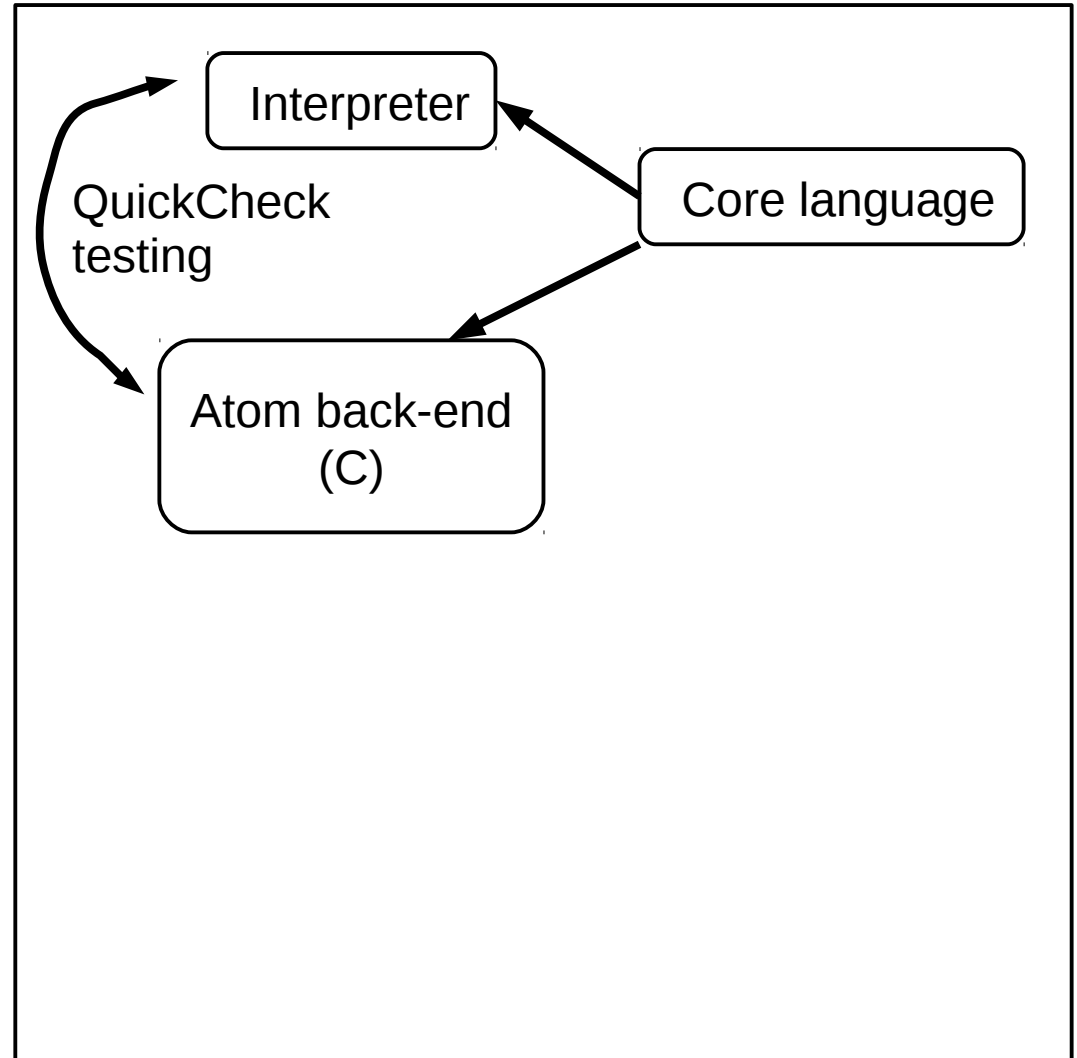 Interpreter
Core language
QuickCheck
testing
Atom back-end
(C)